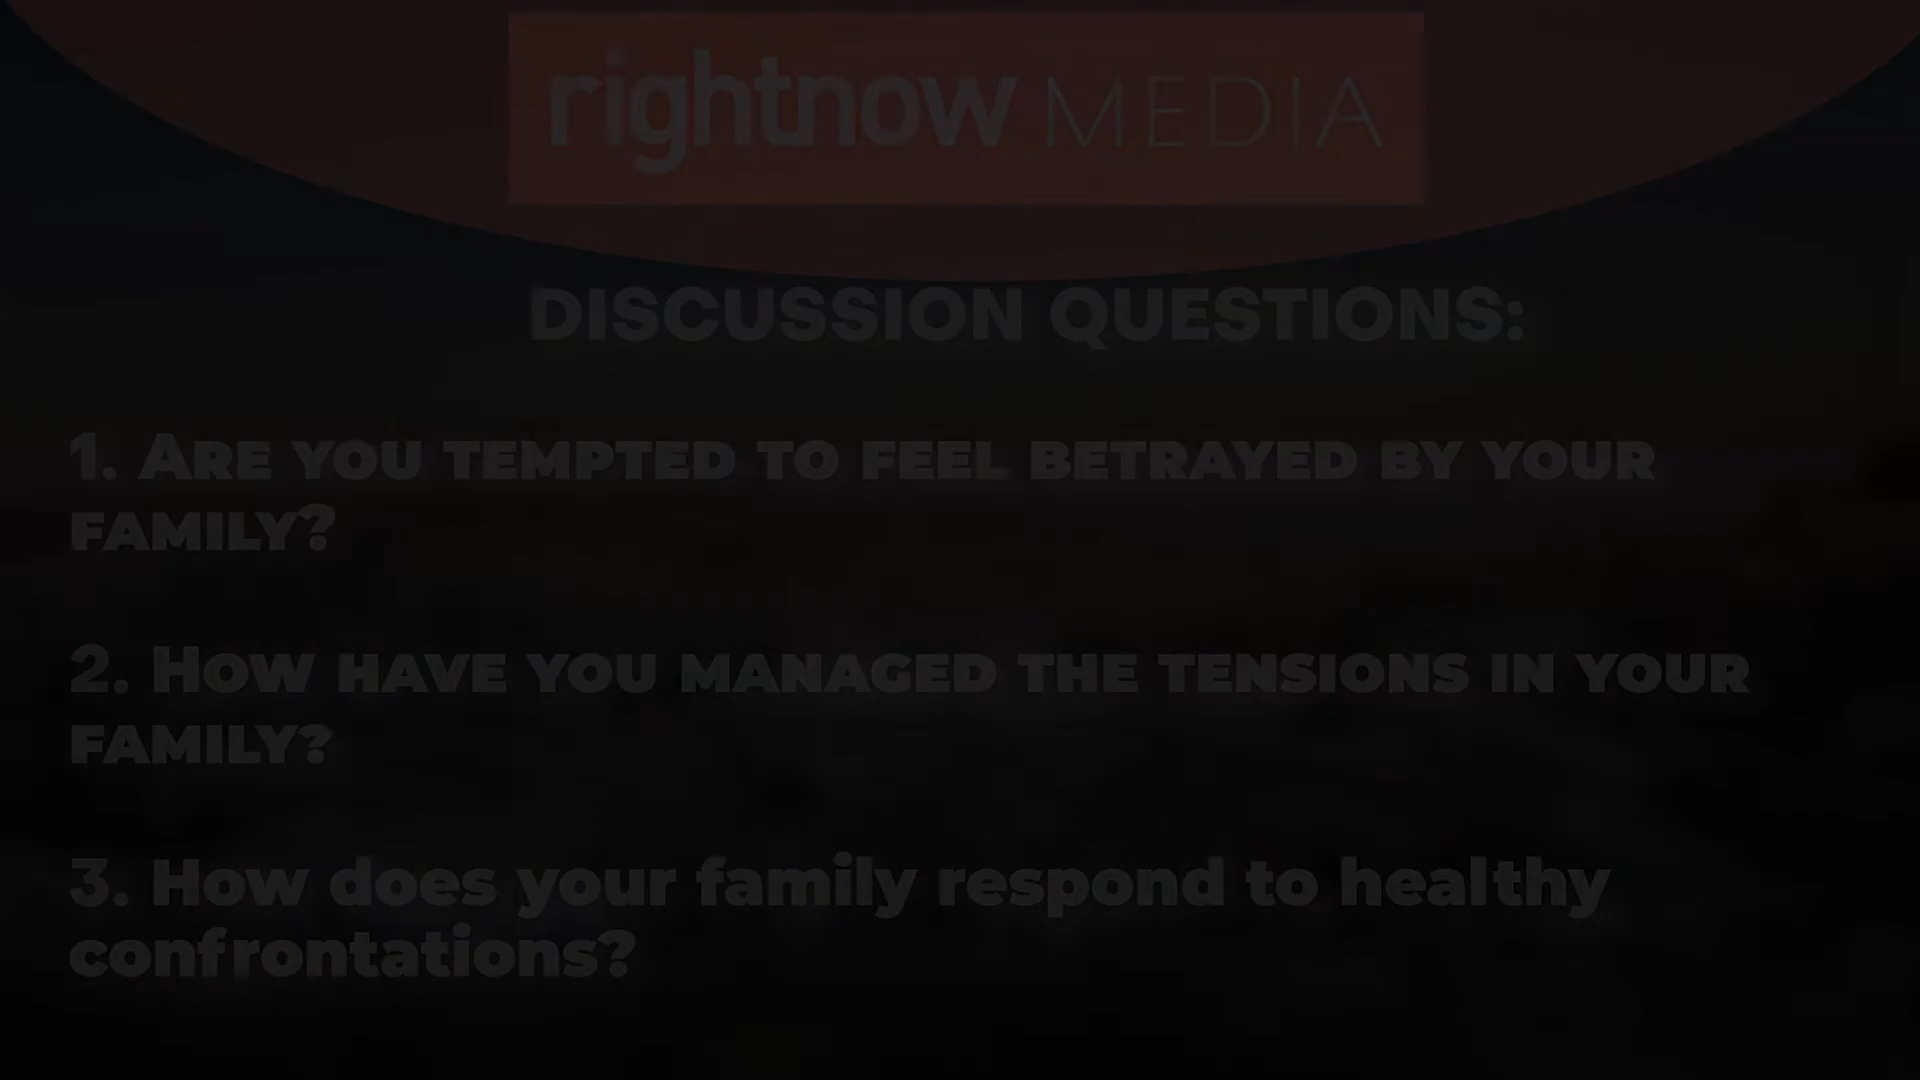 rightnow MEDIA
DISCUSSION QUESTIONS:
1. ARE YOU TEMPTED TO FEEL BETRAYED BY YOUR
FAMILY?
2. HOW HAVE YOU MANAGED THE TENSIONS IN YOUR
FAMILY?
3. How does your family respond to healthy
confrontations?